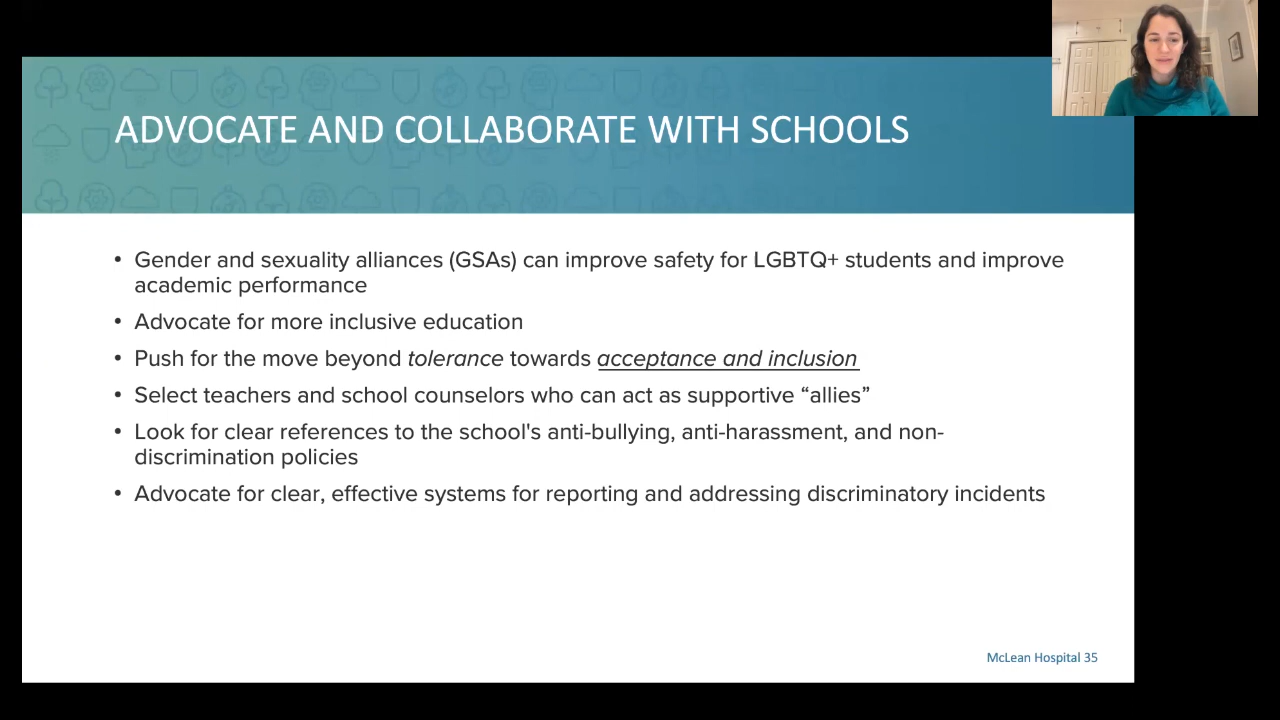 ADVOCATE AND COLLABORATE WITH SCHOOLS
• Gender and sexuality alliances (GSAs) can improve safety for LGBTQ+ students and improve
academic performance
• Advocate for more inclusive education
• Push for the move beyond tolerance towards acceptance and inclusion
• Select teachers and school counselors who can act as supportive “allies”
• Look for clear references to the school's anti-bullying, anti-harassment, and non-
discrimination policies
• Advocate for clear, effective systems for reporting and addressing discriminatory incidents
McLean Hospital 35